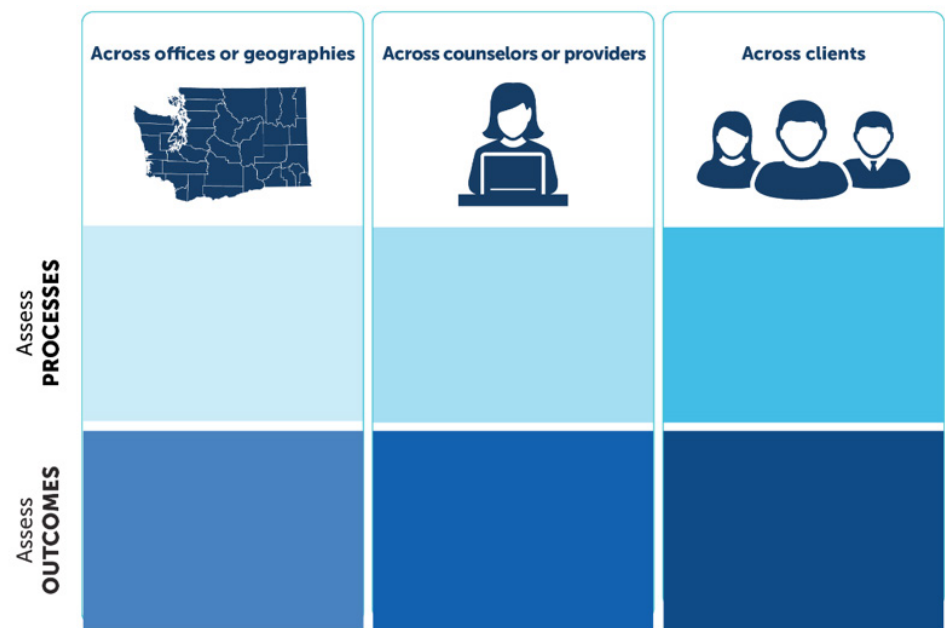 Across offices or geographies
Across counselors or providers
Across clients
Assess
PROCESSES
Assess
OUTCOMES